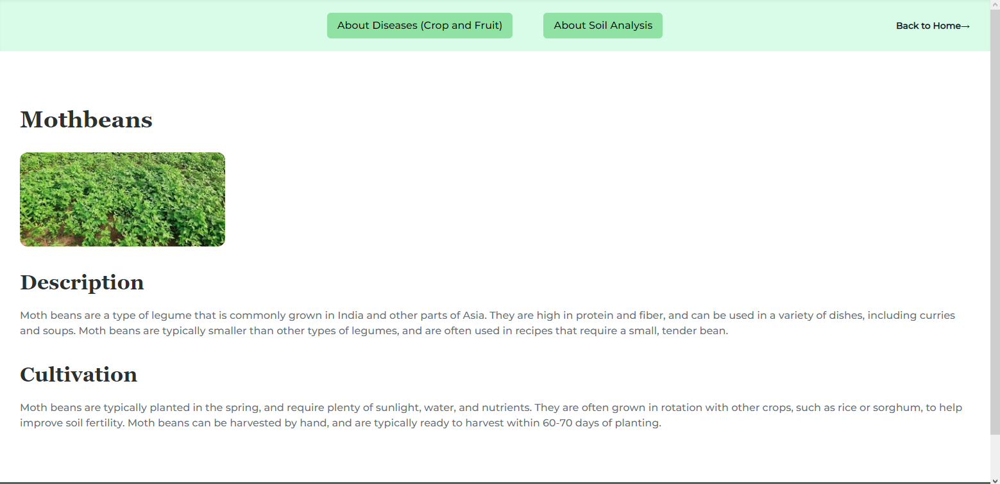 About Diseases (Crop and Fruit)
About Soil Analysis
Back to Home→
Mothbeans
Description
Moth beans are a type of legume that is commonly grown in India and other parts of Asia. They are high in protein and fiber, and can be used in a variety of dishes, including curries
and soups. Moth beans are typically smaller than other types of legumes, and are often used in recipes that require a small, tender bean.
Cultivation
Moth beans are typically planted in the spring, and require plenty of sunlight, water, and nutrients. They are often grown in rotation with other crops, such as rice or sorghum, to help
improve soil fertility. Moth beans can be harvested by hand, and are typically ready to harvest within 60-70 days of planting.